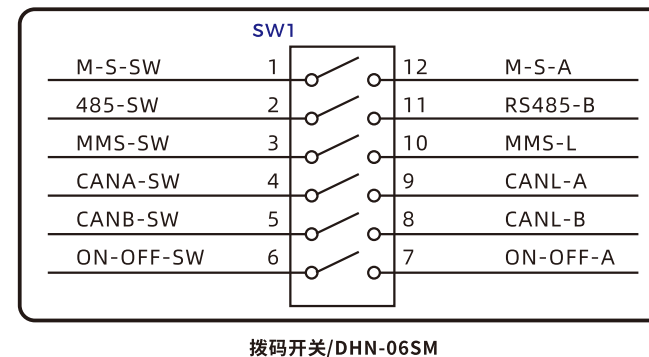 SW1
M-S-SW 1 12 M-S-A
485-SW 2 11 RS485-B
MMS-SW 3 10 MMS-L
CANA-SW 4 9 CANL-A
CANB-SW 5 8 CANL-B
ON-OFF-SW 6 7 ON-OFF-A
拨码开关/DHN-06SM